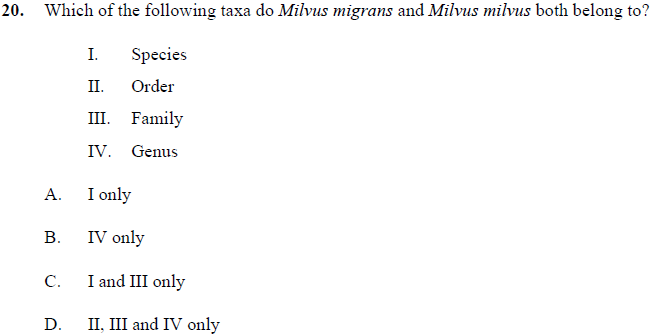 20. Which of the following taxa do Milvus migrans and Milvus milvus both belong to?
I. Species
II. Order
III. Family
IV. Genus
A. I only
B. IV only
C. I and III only
D. II, III and IV only